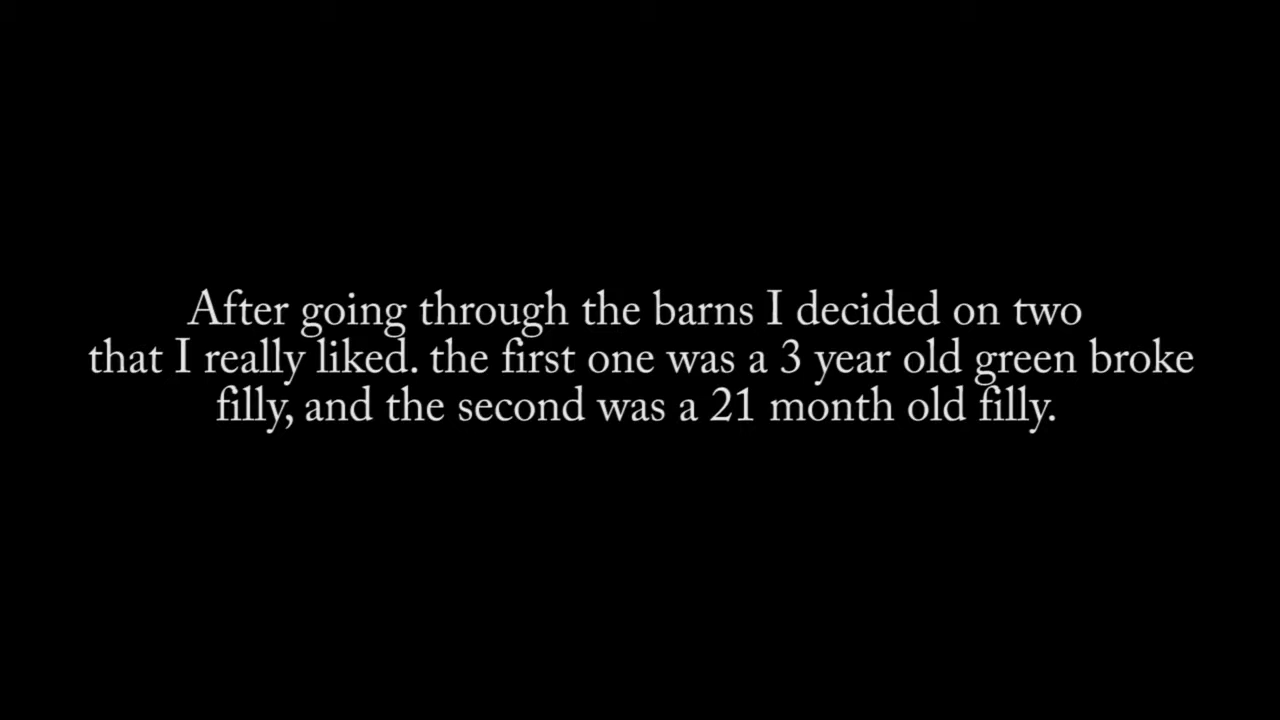 After going through the barns I decided on two
that I really liked. the first one was a 3 year old green broke
filly, and the second was a 21 month old filly.